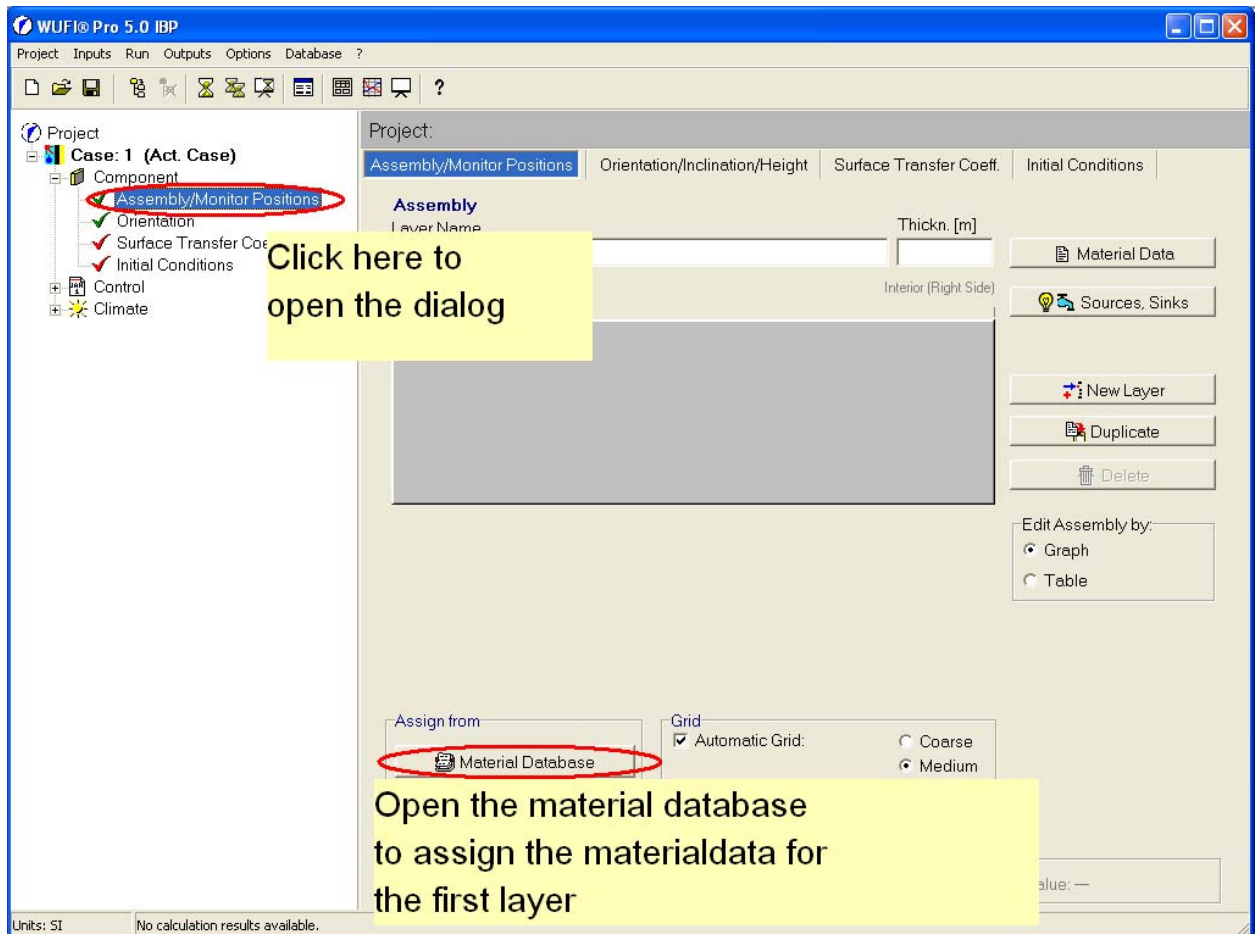 WUFI® Pro 5.0 IBP
Project Inputs Run Outputs Options Database ?
?
Project
Case: 1 (Act. Case)
Component
Assembly/Monitor Positions
Orientation
Surface Transfer Coe
Initial Conditions
Control
Climate
Click here to
open the dialog
Project:
Assembly/Monitor Positions Orientation/Inclination/Height Surface Transfer Coeff. Initial Conditions
Assembly
Layer Name Thickn. [m]
Material Data
Interior (Right Side)
Sources, Sinks
New Layer
Duplicate
Delete
Edit Assembly by:
Graph
Table
Assign from
Material Database
Grid
Automatic Grid: Coarse
Medium
Open the material database
to assign the materialdata for
the first layer
alue: —
Units: SI No calculation results available.